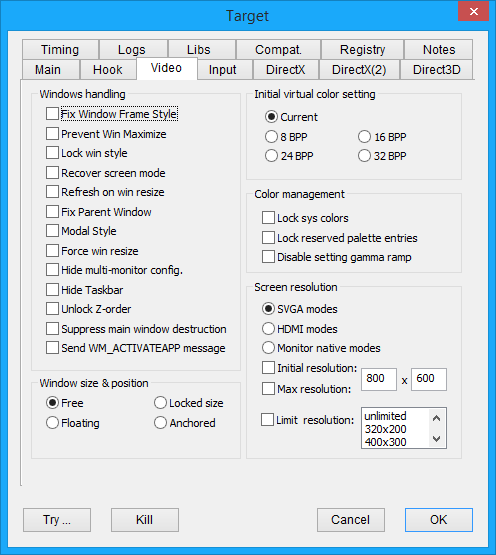 Target
Timing Logs Libs Compat. Registry Notes
Main Hook Video Input DirectX DirectX(2) Direct3D
Windows handling
Fix Window Frame Style
Prevent Win Maximize
Lock win style
Recover screen mode
Refresh on win resize
Fix Parent Window
Modal Style
Force win resize
Hide multi-monitor config.
Hide Taskbar
Unlock Z-order
Suppress main window destruction
Send WM_ACTIVATEAPP message
Window size & position
Free Locked size
Floating Anchored
Initial virtual color setting
Current
8 BPP 16 BPP
24 BPP 32 BPP
Color management
Lock sys colors
Lock reserved palette entries
Disable setting gamma ramp
Screen resolution
SVGA modes
HDMI modes
Monitor native modes
Initial resolution:
Max resolution:
800 x 600
Limit resolution:
unlimited
320x200
400x300
Try ... Kill Cancel OK